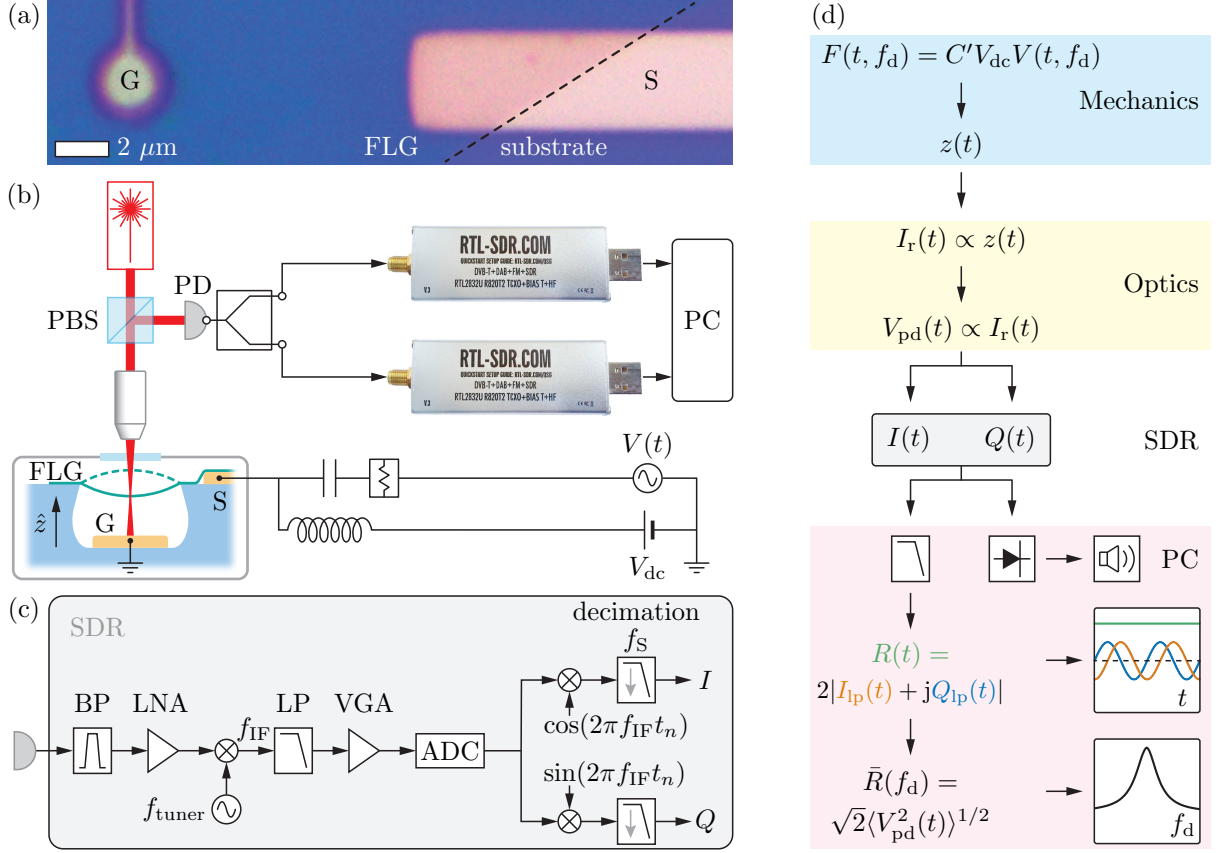 (a)
G
S
2 μm
FLG
substrate
(b)
PD
PBS
RTL-SDR.COM
QUICKSTART SETUP GUIDE: RTL-SDR.COM/QSG
DVB-T+DAB+FM+SDR
RTL2832U R820T2 TCXO+BIAS T+HF
V.3
PC
RTL-SDR.COM
QUICKSTART SETUP GUIDE: RTL-SDR.COM/QSG
DVB-T+DAB+FM+SDR
RTL2832U R820T2 TCXO+BIAS T+HF
V.3
FLG
S
ẑ
G
V(t)
V_dc
(c)
SDR
decimation
f_S
BP
LNA
f_IF
LP
VGA
ADC
I
cos(2πf_IF t_n)
sin(2πf_IF t_n)
f_tuner
Q
(d)
F(t, f_d) = C′V_dc V(t, f_d)
Mechanics
z(t)
I_r(t) ∝ z(t)
Optics
V_pd(t) ∝ I_r(t)
I(t) Q(t)
SDR
PC
R(t) =
2|I_lp(t) + jQ_lp(t)|
t
R̄(f_d) =
√2⟨V²_pd(t)⟩^1/2
f_d